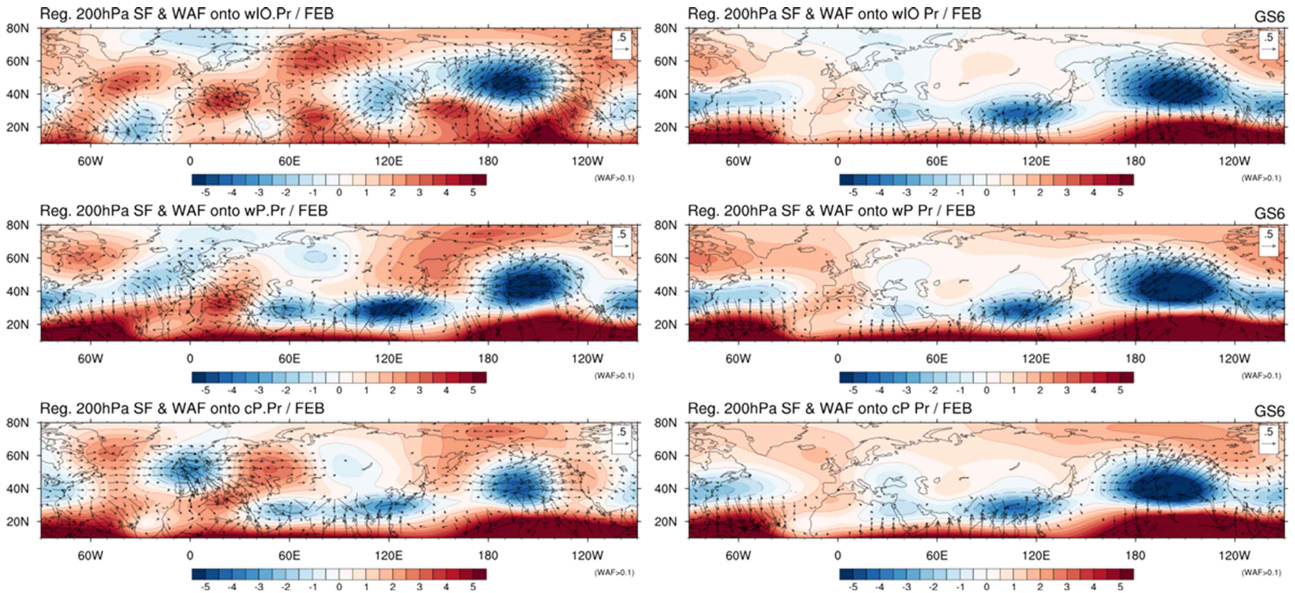 Reg. 200hPa SF & WAF onto wIO.Pr / FEB
Reg. 200hPa SF & WAF onto wIO Pr / FEB GS6
80N 80N
.5 .5
60N 60N
40N 40N
20N 20N
60W 0 60E 120E 180 120W 60W 0 60E 120E 180 120W
(WAF>0.1) (WAF>0.1)
-5 -4 -3 -2 -1 0 1 2 3 4 5 -5 -4 -3 -2 -1 0 1 2 3 4 5
Reg. 200hPa SF & WAF onto wP.Pr / FEB
Reg. 200hPa SF & WAF onto wP Pr / FEB GS6
80N 80N
.5 .5
60N 60N
40N 40N
20N 20N
60W 0 60E 120E 180 120W 60W 0 60E 120E 180 120W
(WAF>0.1) (WAF>0.1)
-5 -4 -3 -2 -1 0 1 2 3 4 5 -5 -4 -3 -2 -1 0 1 2 3 4 5
Reg. 200hPa SF & WAF onto cP.Pr / FEB
Reg. 200hPa SF & WAF onto cP Pr / FEB GS6
80N 80N
.5 .5
60N 60N
40N 40N
20N 20N
60W 0 60E 120E 180 120W 60W 0 60E 120E 180 120W
(WAF>0.1) (WAF>0.1)
-5 -4 -3 -2 -1 0 1 2 3 4 5 -5 -4 -3 -2 -1 0 1 2 3 4 5